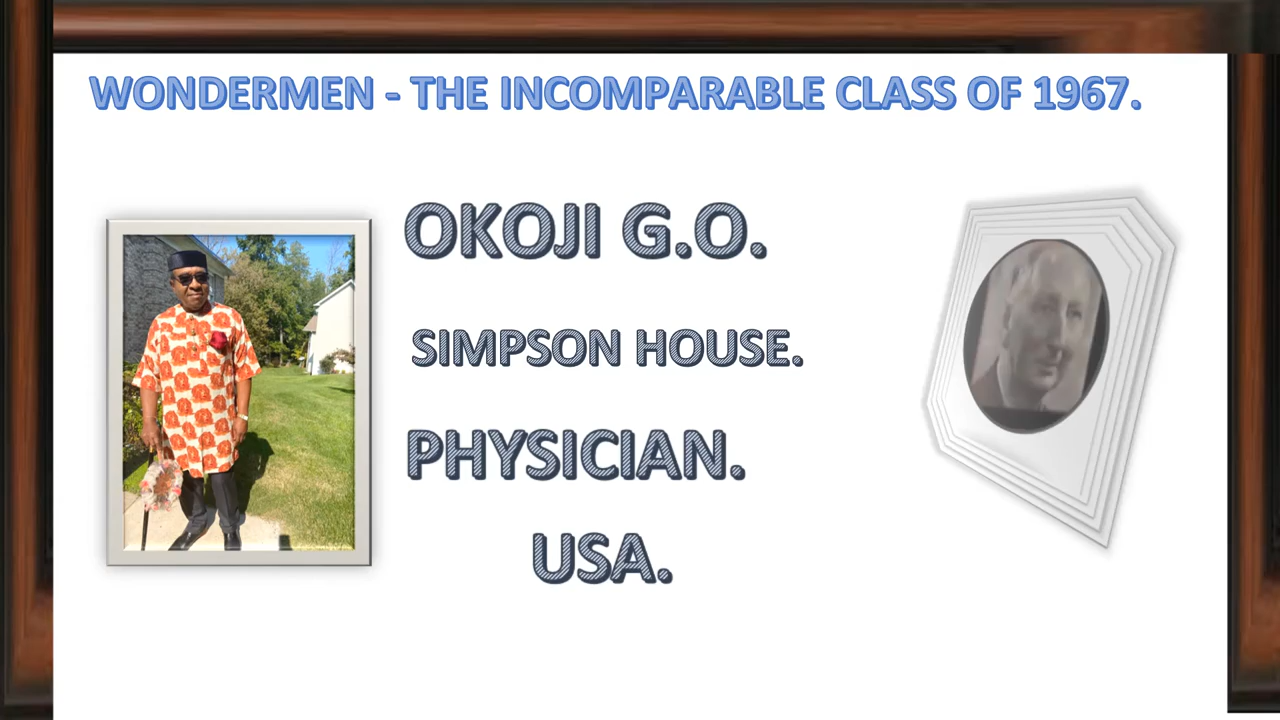 WONDERMEN - THE INCOMPARABLE CLASS OF 1967.
OKOJI G.O.
SIMPSON HOUSE.
PHYSICIAN.
USA.